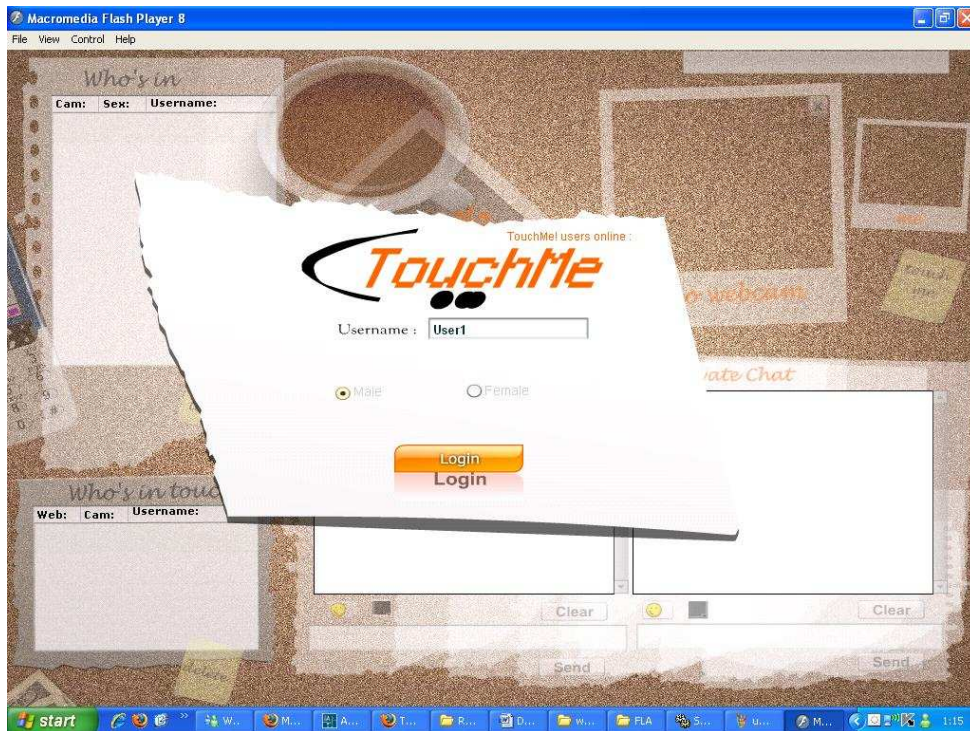 Macromedia Flash Player 8
File View Control Help
Who's in
Cam: Sex: Username:
TouchMe! users online :
TouchMe
Username : User1
webcam
Male Female
vate Chat
Login
Login
Who's in touc
Web: Cam: Username:
Clear Clear
Send Send
delete
start W... M... A... T... R... D... w... FLA S... u... M... 1:15